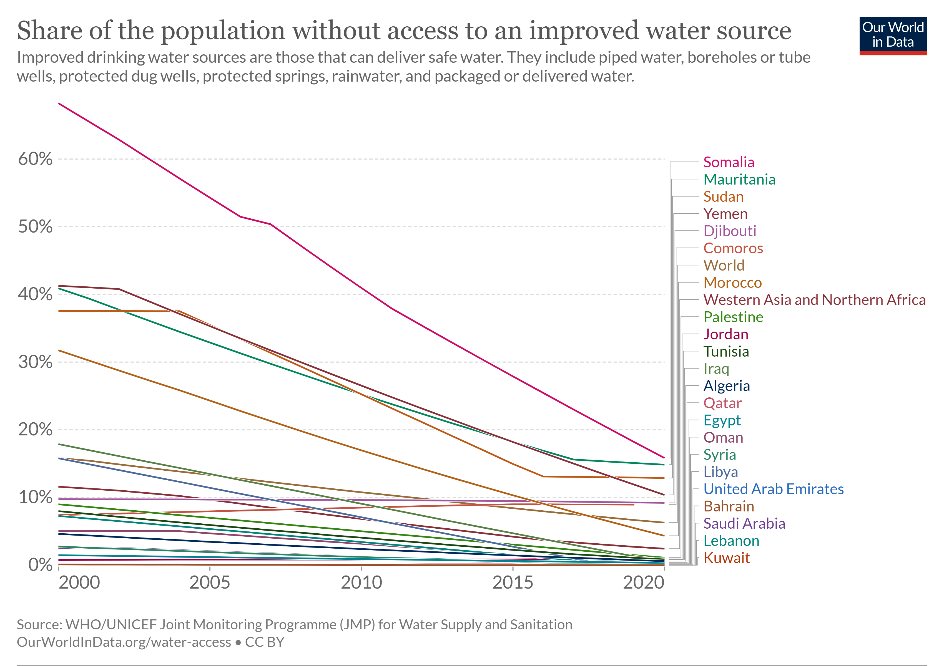 Share of the population without access to an improved water source
Our World
in Data
Improved drinking water sources are those that can deliver safe water. They include piped water, boreholes or tube
wells, protected dug wells, protected springs, rainwater, and packaged or delivered water.
60%
50%
40%
30%
20%
10%
0%
2000
2005
2010
2015
2020
Somalia
Mauritania
Sudan
Yemen
Djibouti
Comoros
World
Morocco
Western Asia and Northern Africa
Palestine
Jordan
Tunisia
Iraq
Algeria
Qatar
Egypt
Oman
Syria
Libya
United Arab Emirates
Bahrain
Saudi Arabia
Lebanon
Kuwait
Source: WHO/UNICEF Joint Monitoring Programme (JMP) for Water Supply and Sanitation
OurWorldInData.org/water-access • CC BY